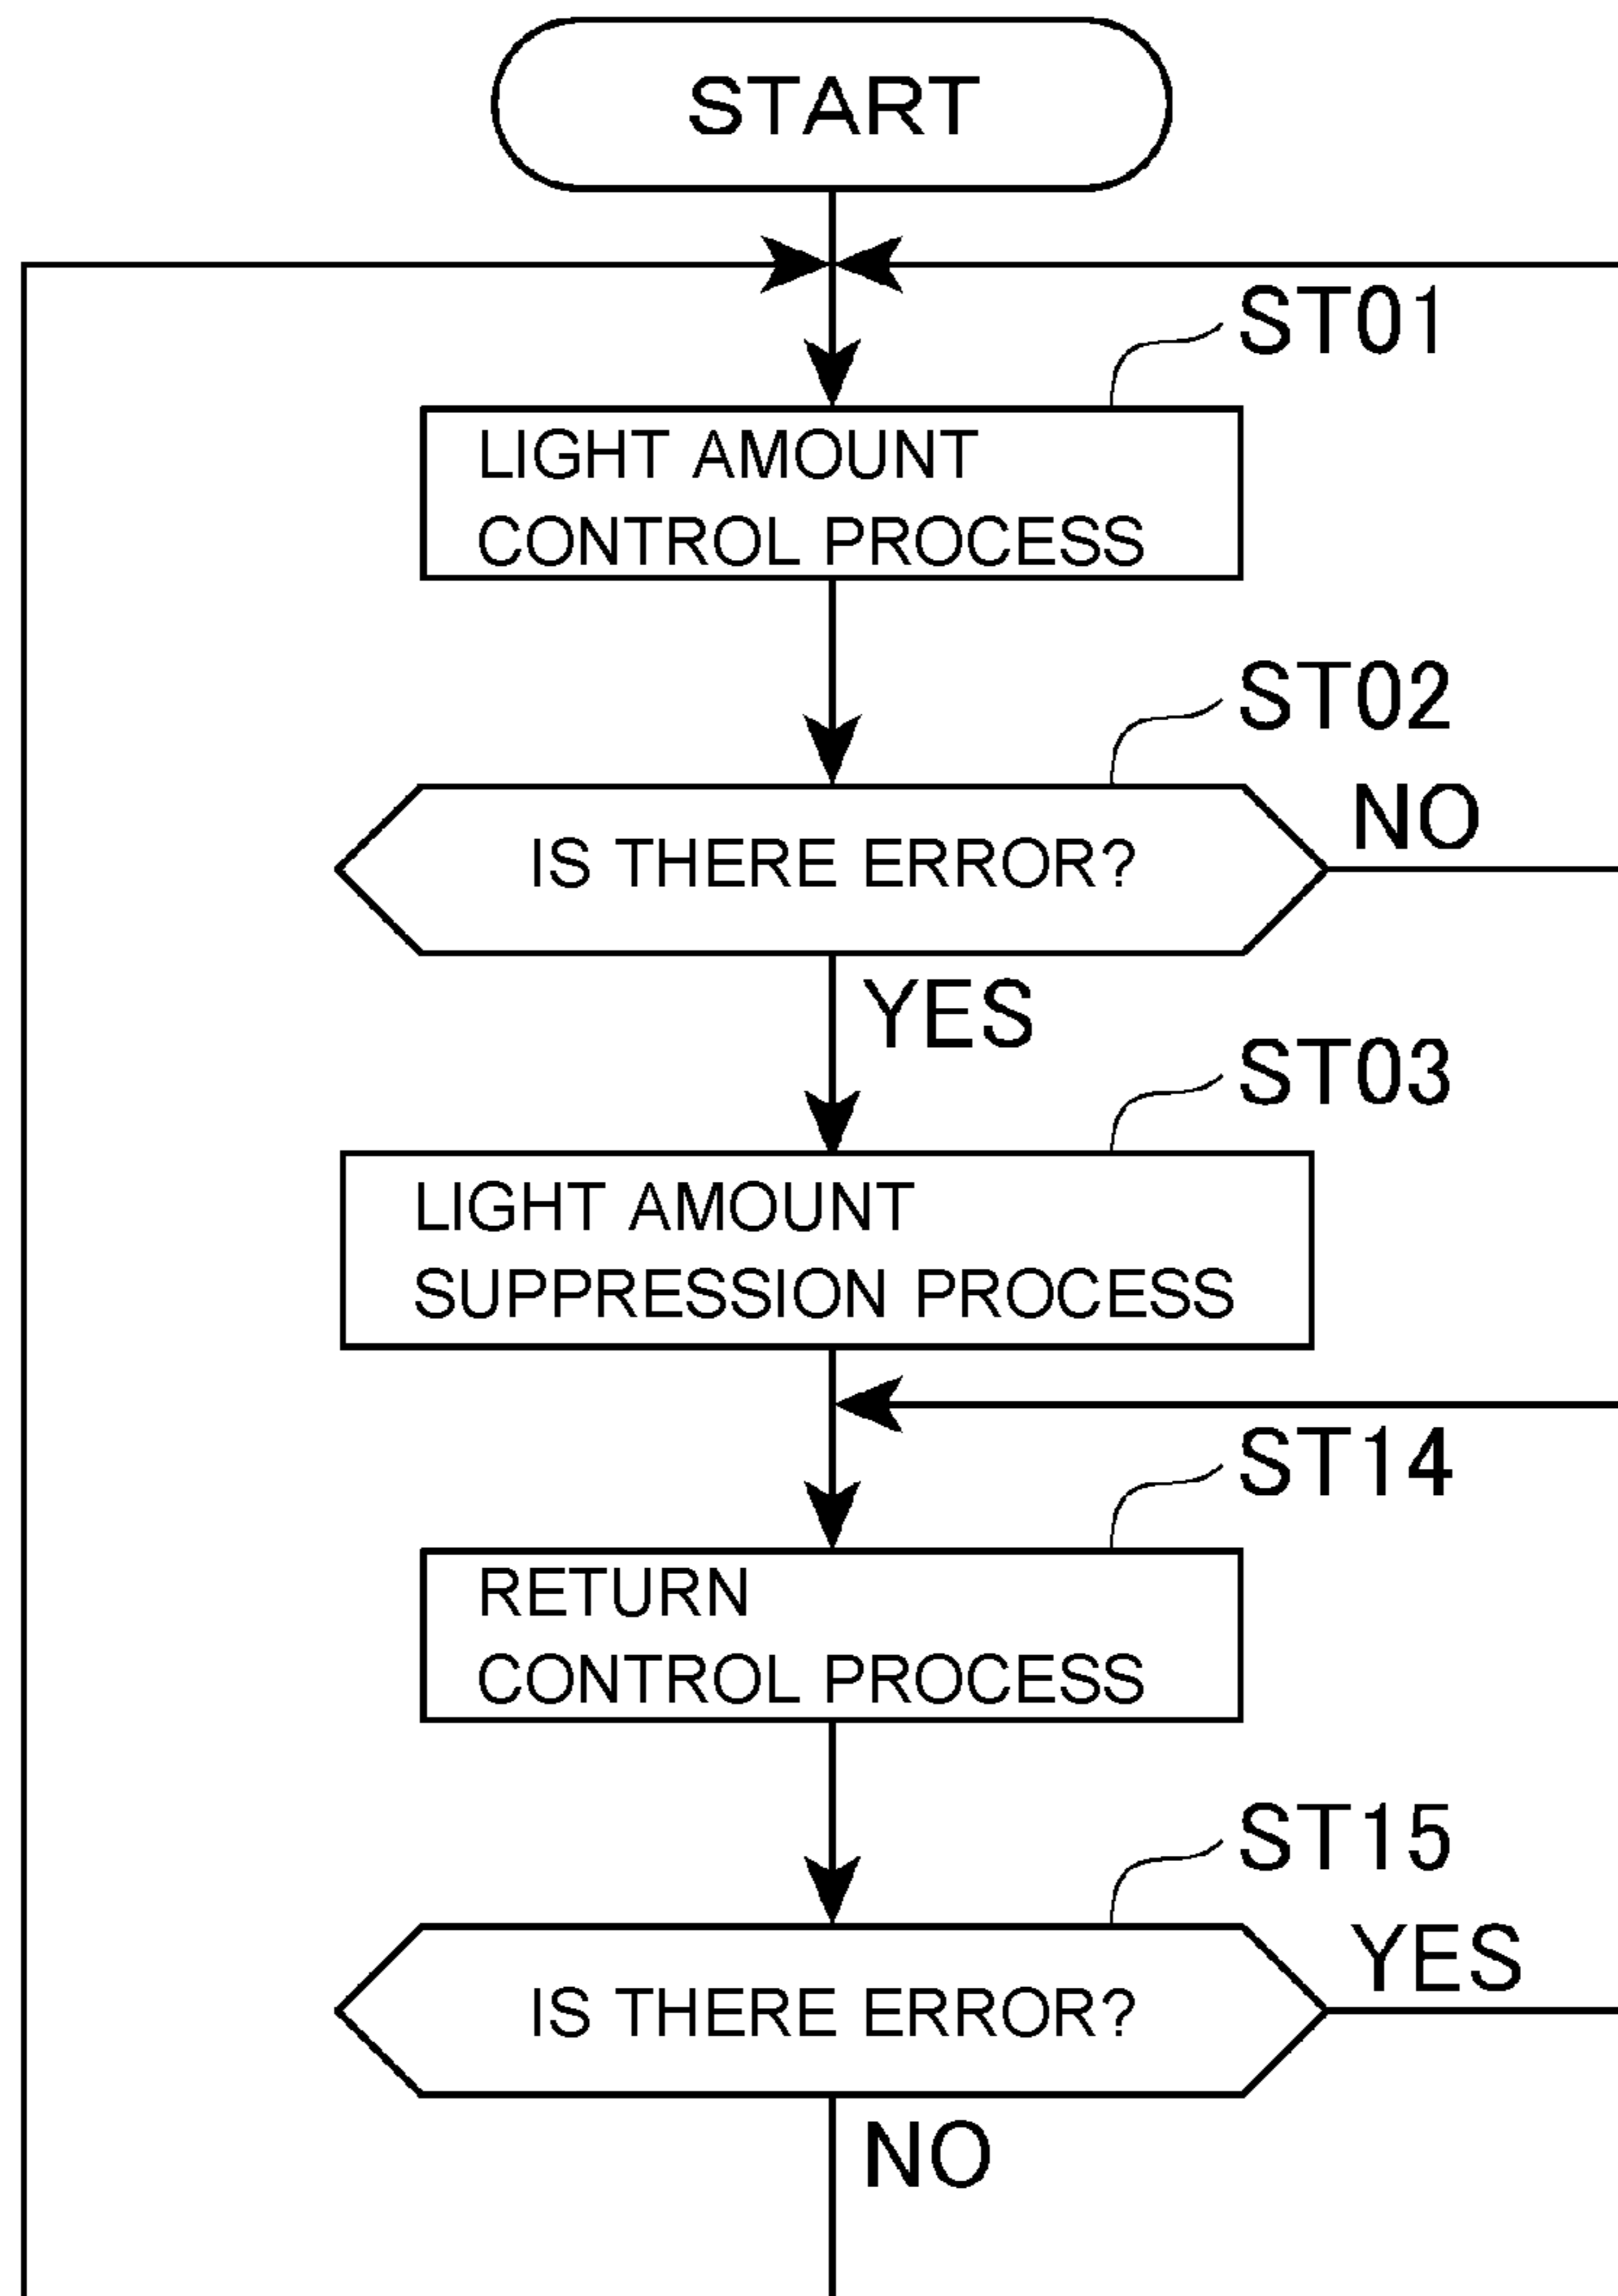 START
ST01
LIGHT AMOUNT
CONTROL PROCESS
ST02
NO
IS THERE ERROR?
YES
ST03
LIGHT AMOUNT
SUPPRESSION PROCESS
ST14
RETURN
CONTROL PROCESS
ST15
YES
IS THERE ERROR?
NO